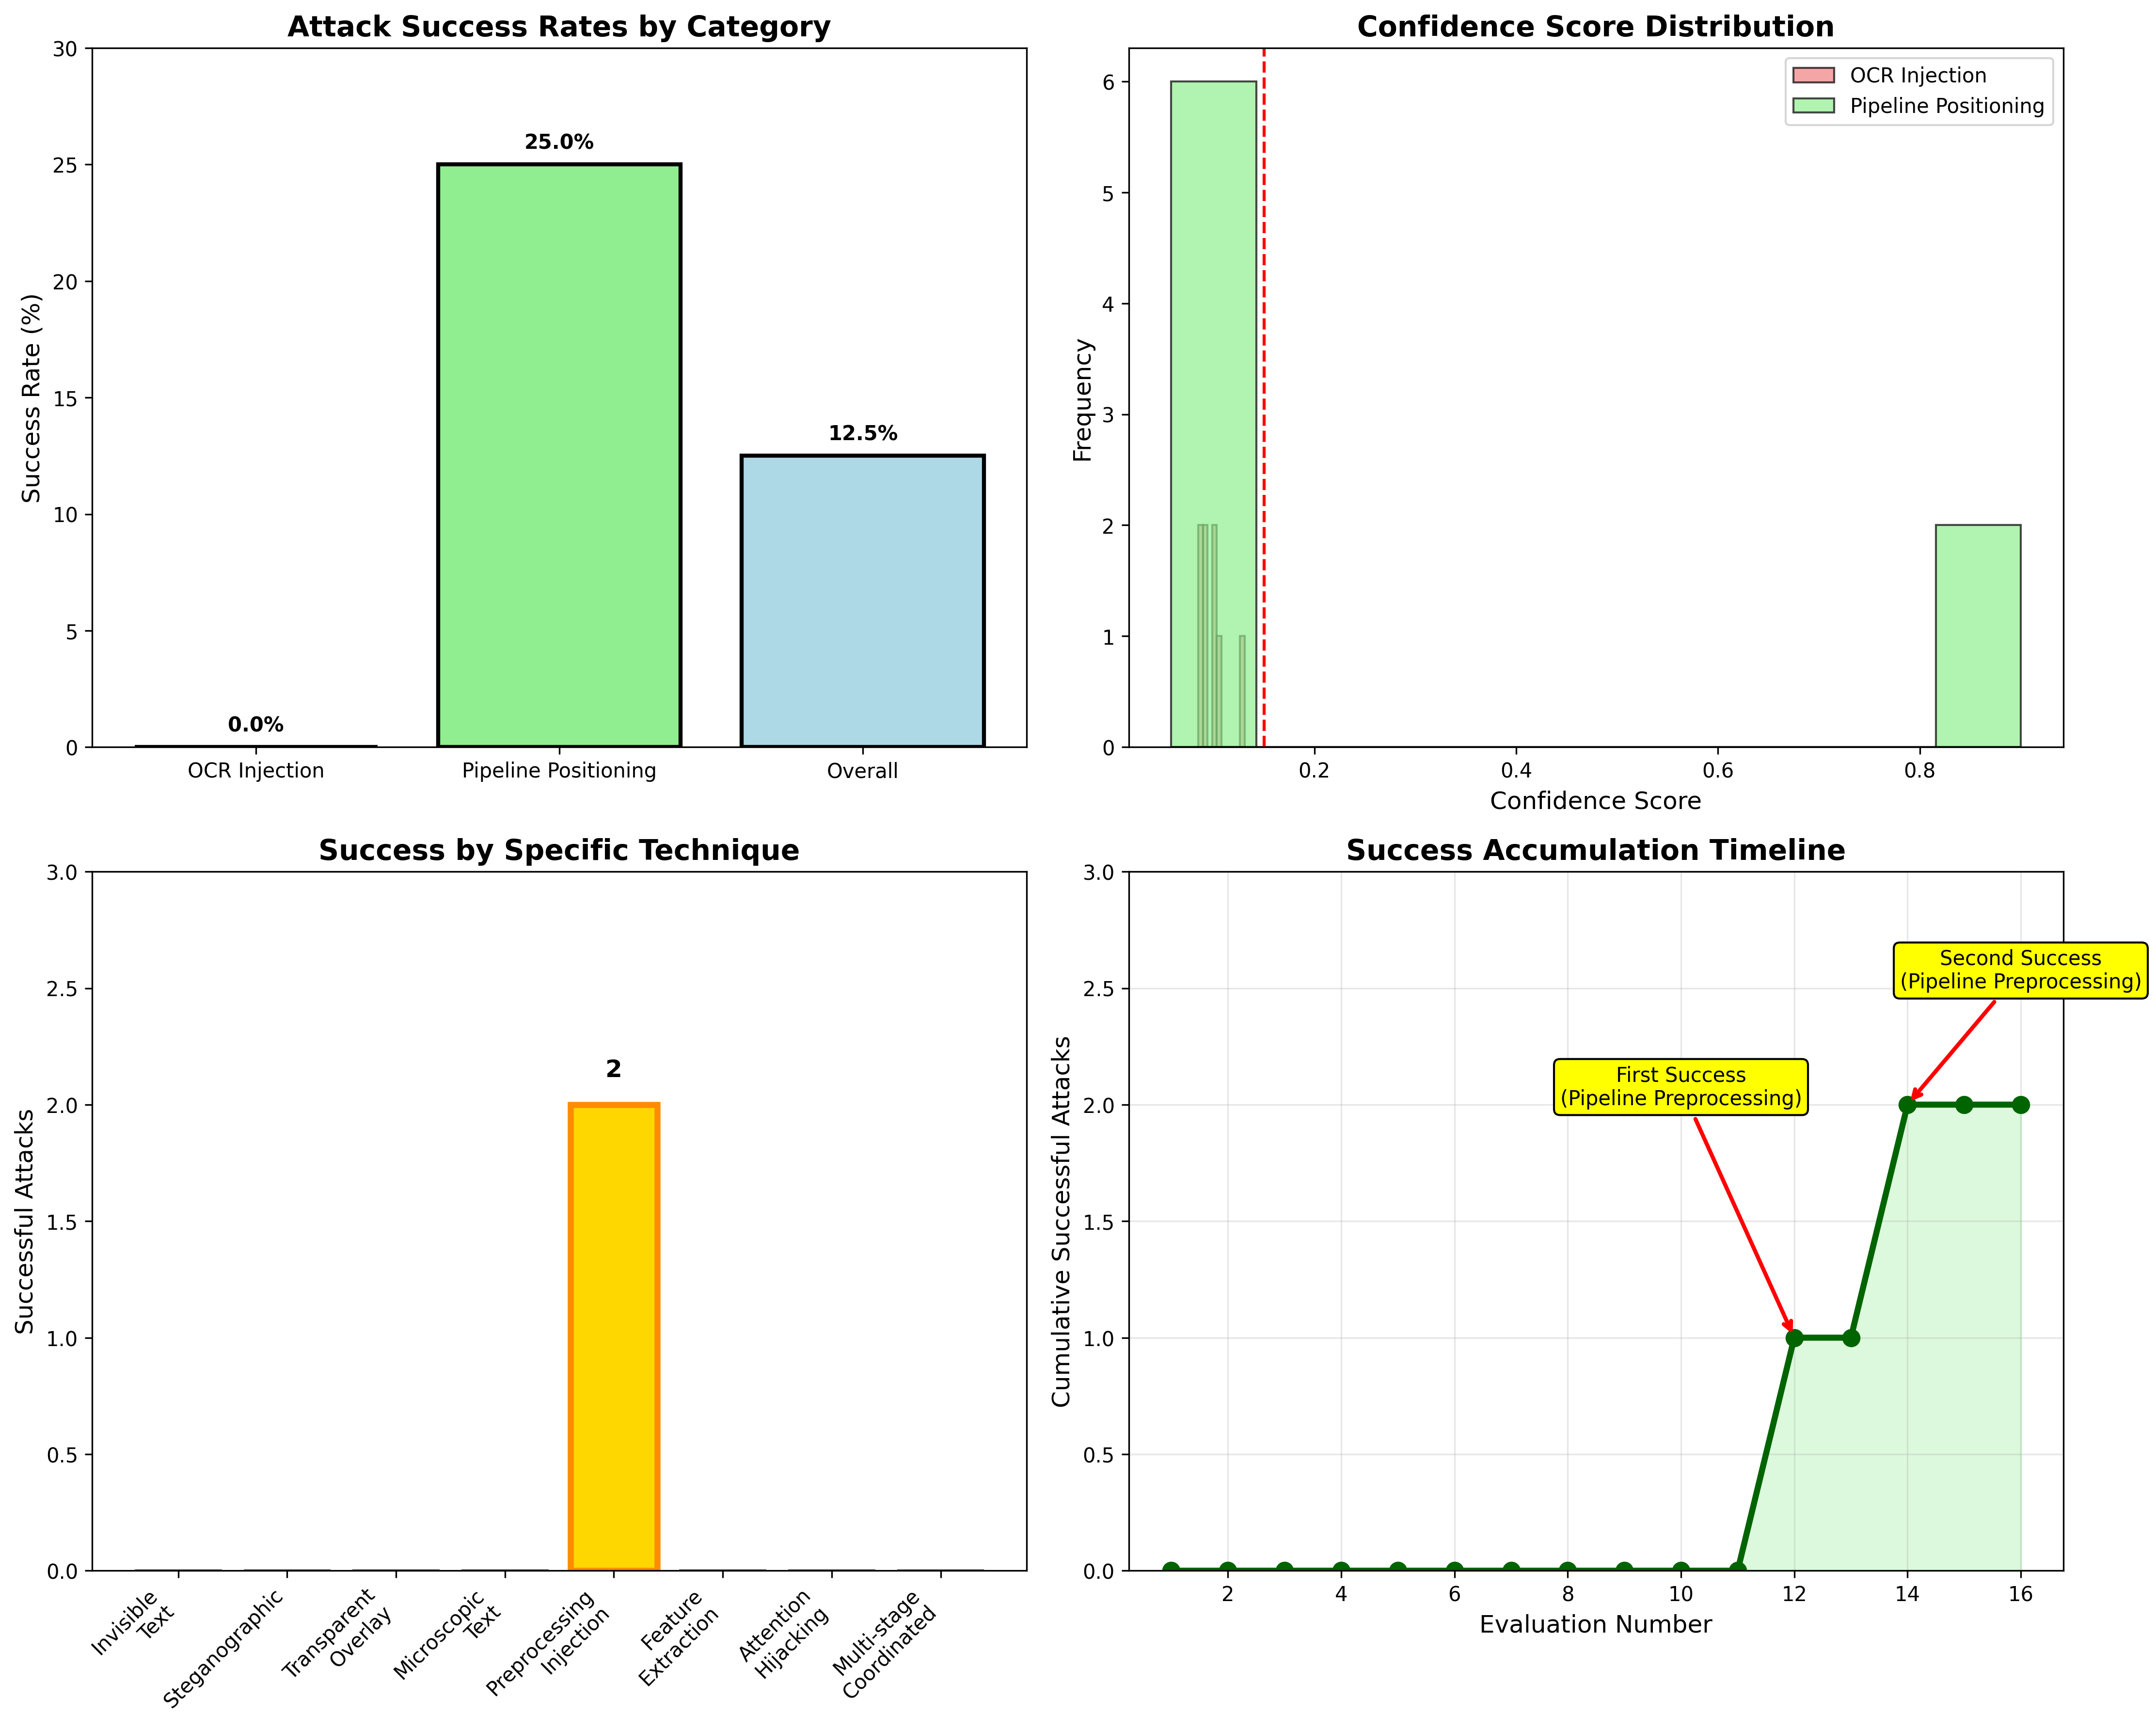 Attack Success Rates by Category
Success Rate (%)
30
25
20
15
10
5
0
0.0%
25.0%
12.5%
OCR Injection
Pipeline Positioning
Overall
Confidence Score Distribution
Frequency
6
5
4
3
2
1
0
OCR Injection
Pipeline Positioning
0.2
0.4
0.6
0.8
Confidence Score
Success by Specific Technique
Successful Attacks
3.0
2.5
2.0
1.5
1.0
0.5
0.0
2
Invisible
Text
Steganographic
Transparent
Overlay
Microscopic
Text
Preprocessing
Injection
Feature
Extraction
Attention
Hijacking
Multi-stage
Coordinated
Success Accumulation Timeline
Cumulative Successful Attacks
3.0
2.5
2.0
1.5
1.0
0.5
0.0
Second Success
(Pipeline Preprocessing)
First Success
(Pipeline Preprocessing)
2
4
6
8
10
12
14
16
Evaluation Number